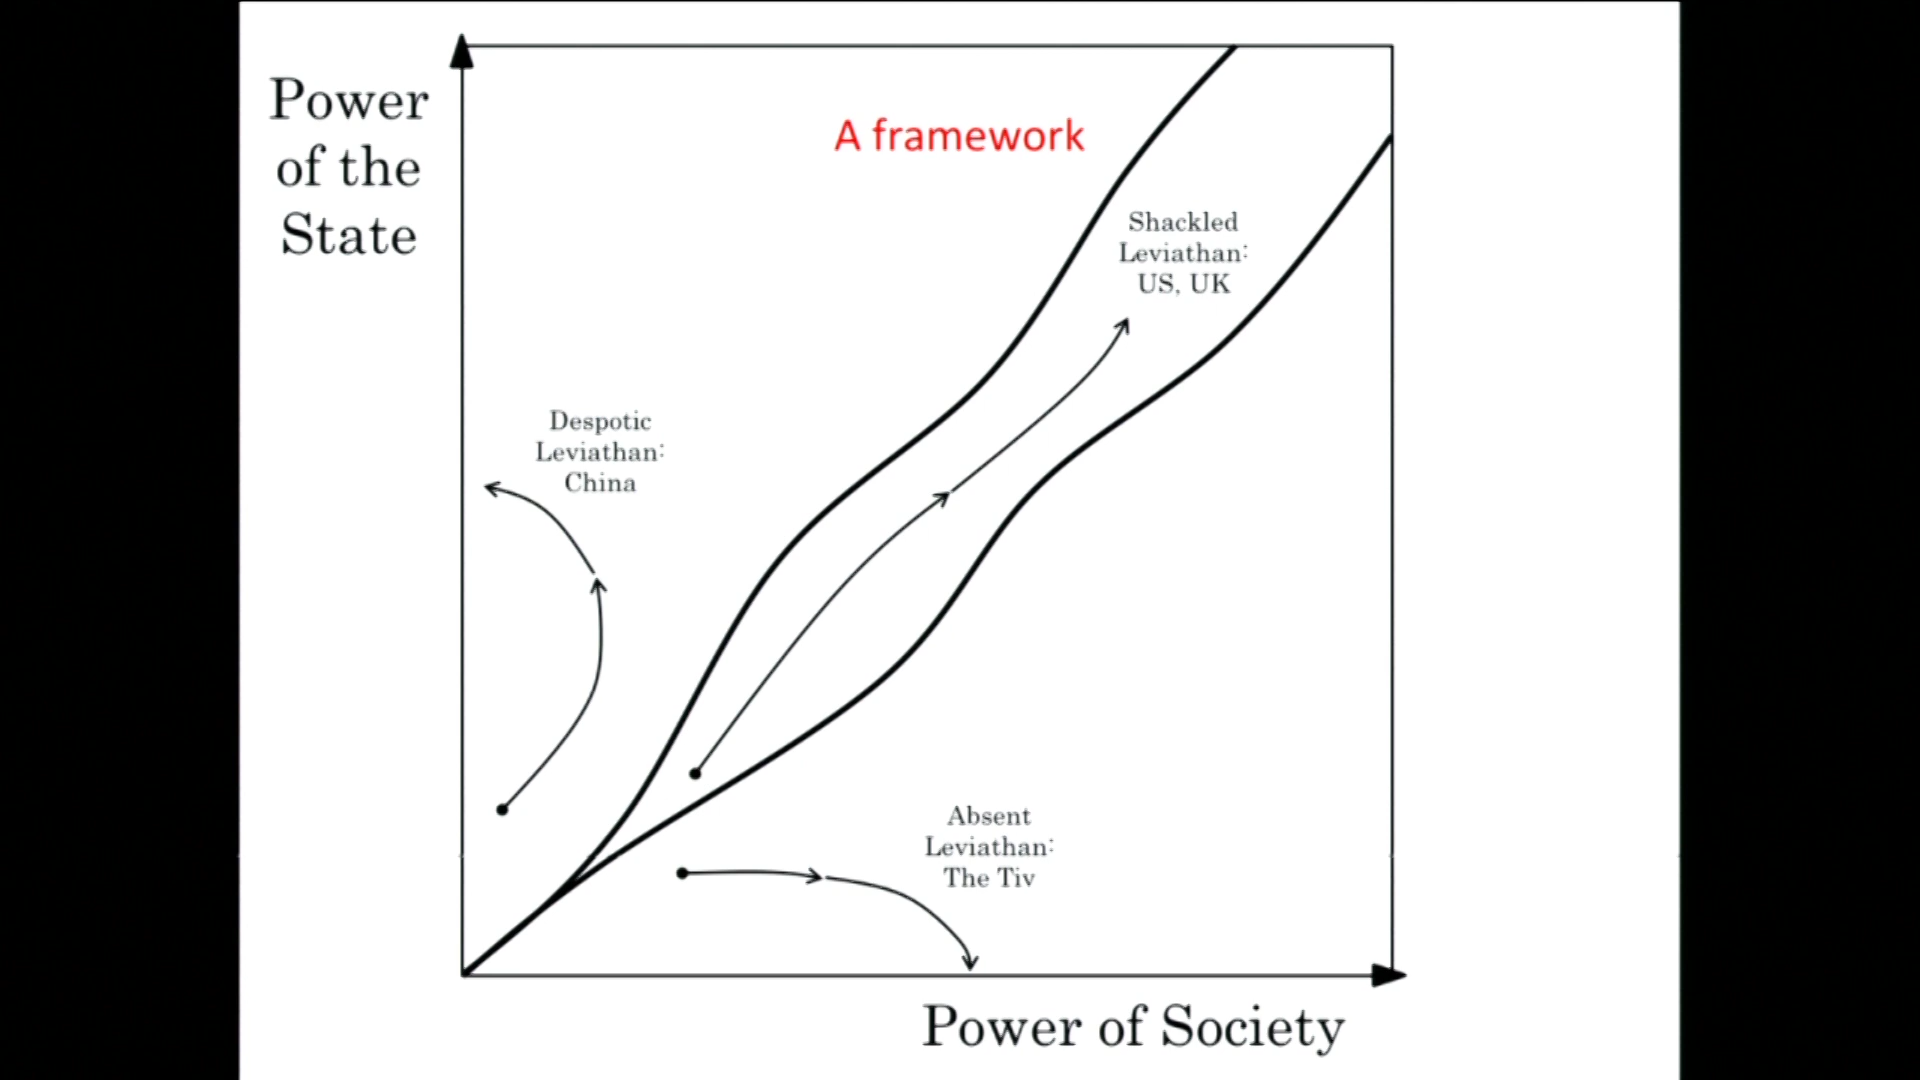 Power
of the
State
A framework
Shackled
Leviathan:
US, UK
Despotic
Leviathan:
China
Absent
Leviathan:
The Tiv
Power of Society